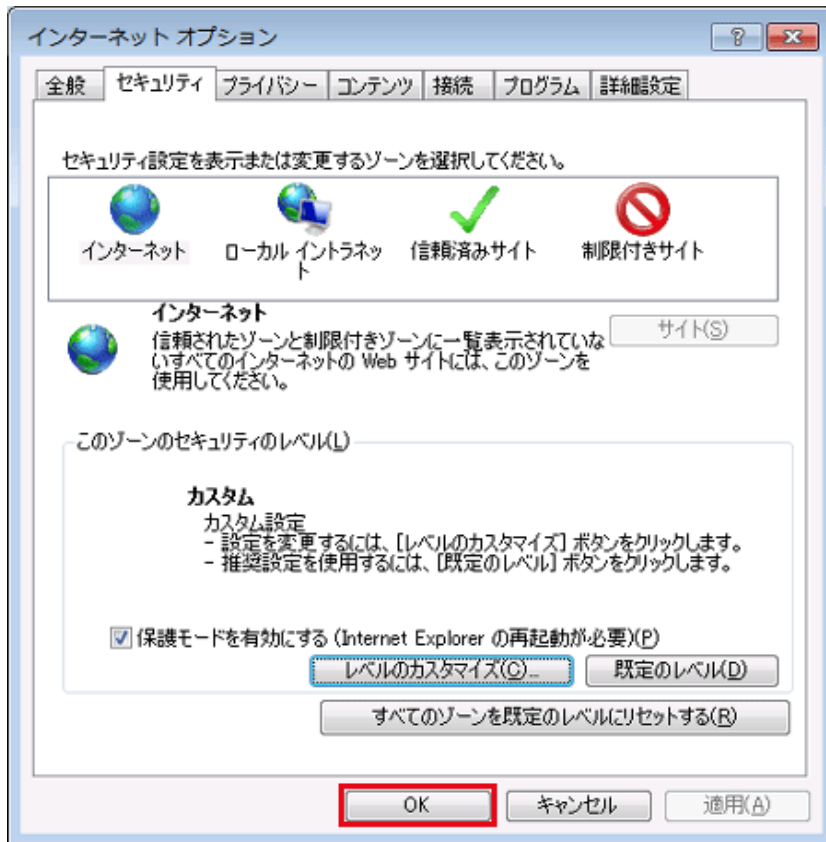 インターネット オプション
全般 セキュリティ プライバシー コンテンツ 接続 プログラム 詳細設定
セキュリティ設定を表示または変更するゾーンを選択してください。
インターネット ローカル イントラネッ 信頼済みサイト 制限付きサイト
ト
インターネット
信頼されたゾーンと制限付きゾーンに一覧表示されていな
いすべてのインターネットの Web サイトには、このゾーンを
使用してください。
サイト(S)
このゾーンのセキュリティのレベル(L)
カスタム
カスタム設定
- 設定を変更するには、[レベルのカスタマイズ] ボタンをクリックします。
- 推奨設定を使用するには、[既定のレベル] ボタンをクリックします。
保護モードを有効にする (Internet Explorer の再起動が必要)(P)
レベルのカスタマイズ(C)... 既定のレベル(D)
すべてのゾーンを既定のレベルにリセットする(R)
OK キャンセル 適用(A)